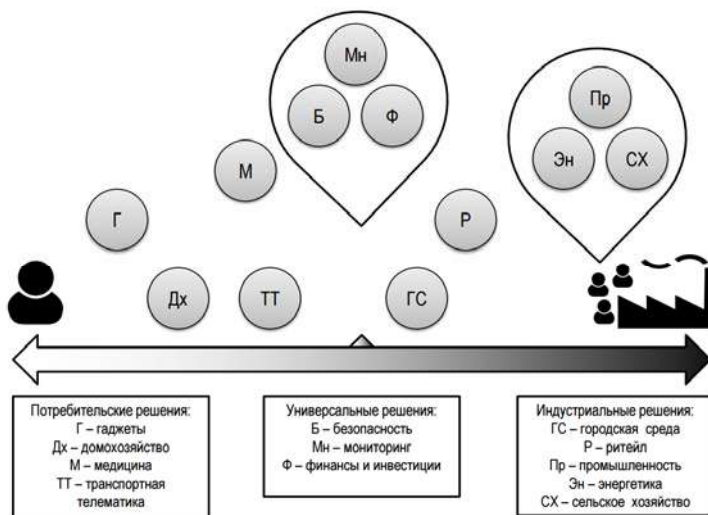 Мн
Б
Ф
Пр
Эн
СХ
М
Г
Р
Дх
ТТ
ГС
Потребительские решения:
Г – гаджеты
Дх – домохозяйство
М – медицина
ТТ – транспортная
телематика
Универсальные решения:
Б – безопасность
Мн – мониторинг
Ф – финансы и инвестиции
Индустриальные решения:
ГС – городская среда
Р – ритейл
Пр – промышленность
Эн – энергетика
СХ – сельское хозяйство